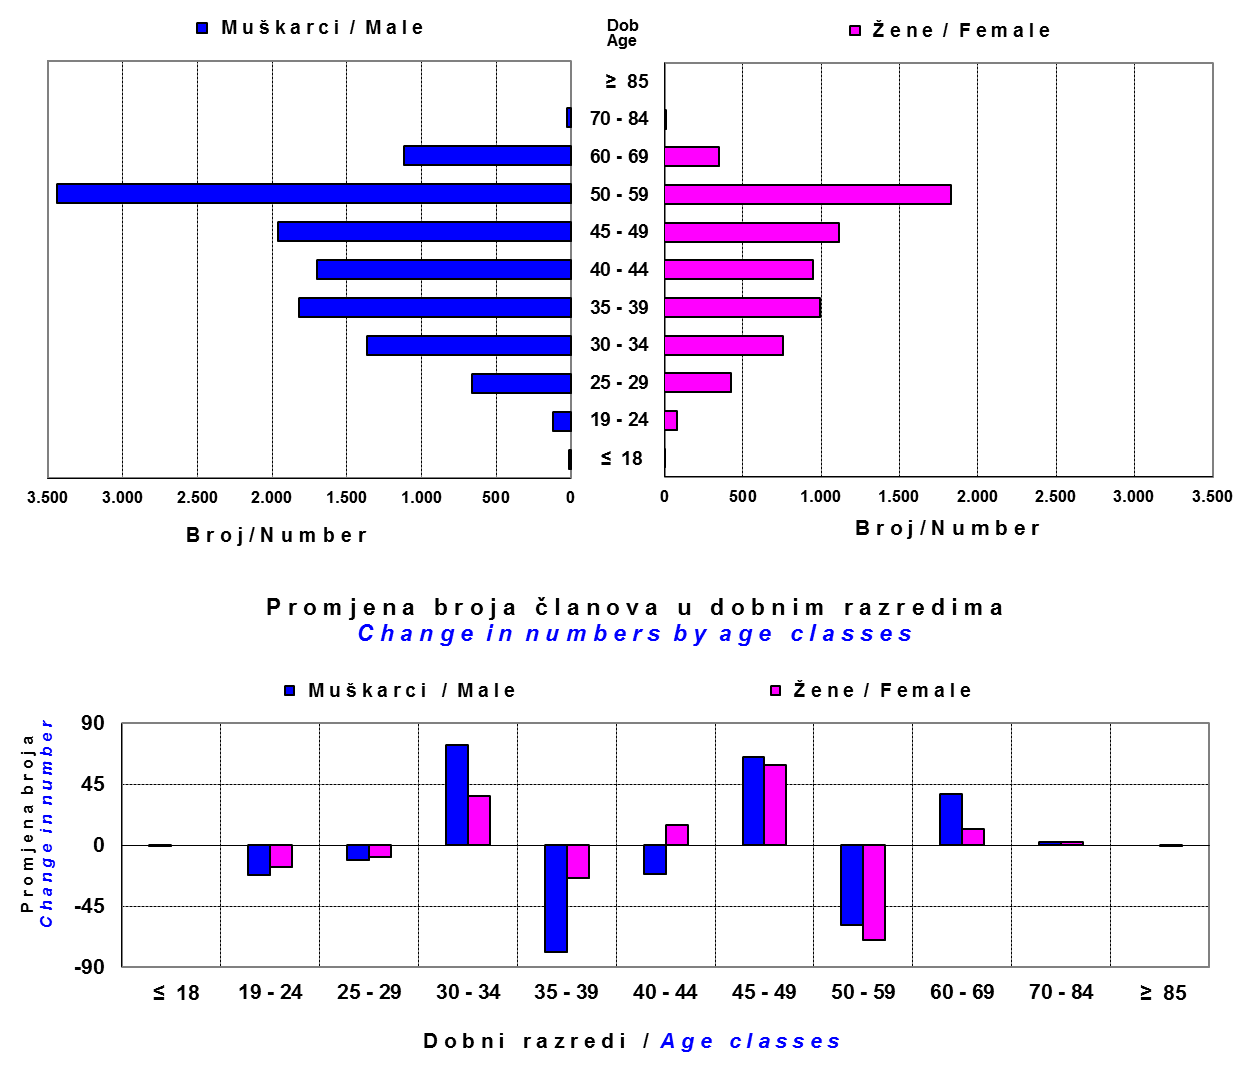 Muškarci / Male
Dob
Age
Žene / Female
≥ 85
70 - 84
60 - 69
50 - 59
45 - 49
40 - 44
35 - 39
30 - 34
25 - 29
19 - 24
≤ 18
3.500 3.000 2.500 2.000 1.500 1.000 500 0
0 500 1.000 1.500 2.000 2.500 3.000 3.500
Broj/Number
Broj/Number
Promjena broja članova u dobnim razredima
Change in numbers by age classes
Muškarci / Male
Žene / Female
Promjena broja
Change in number
90
45
0
-45
-90
≤ 18 19 - 24 25 - 29 30 - 34 35 - 39 40 - 44 45 - 49 50 - 59 60 - 69 70 - 84 ≥ 85
Dobni razredi / Age classes